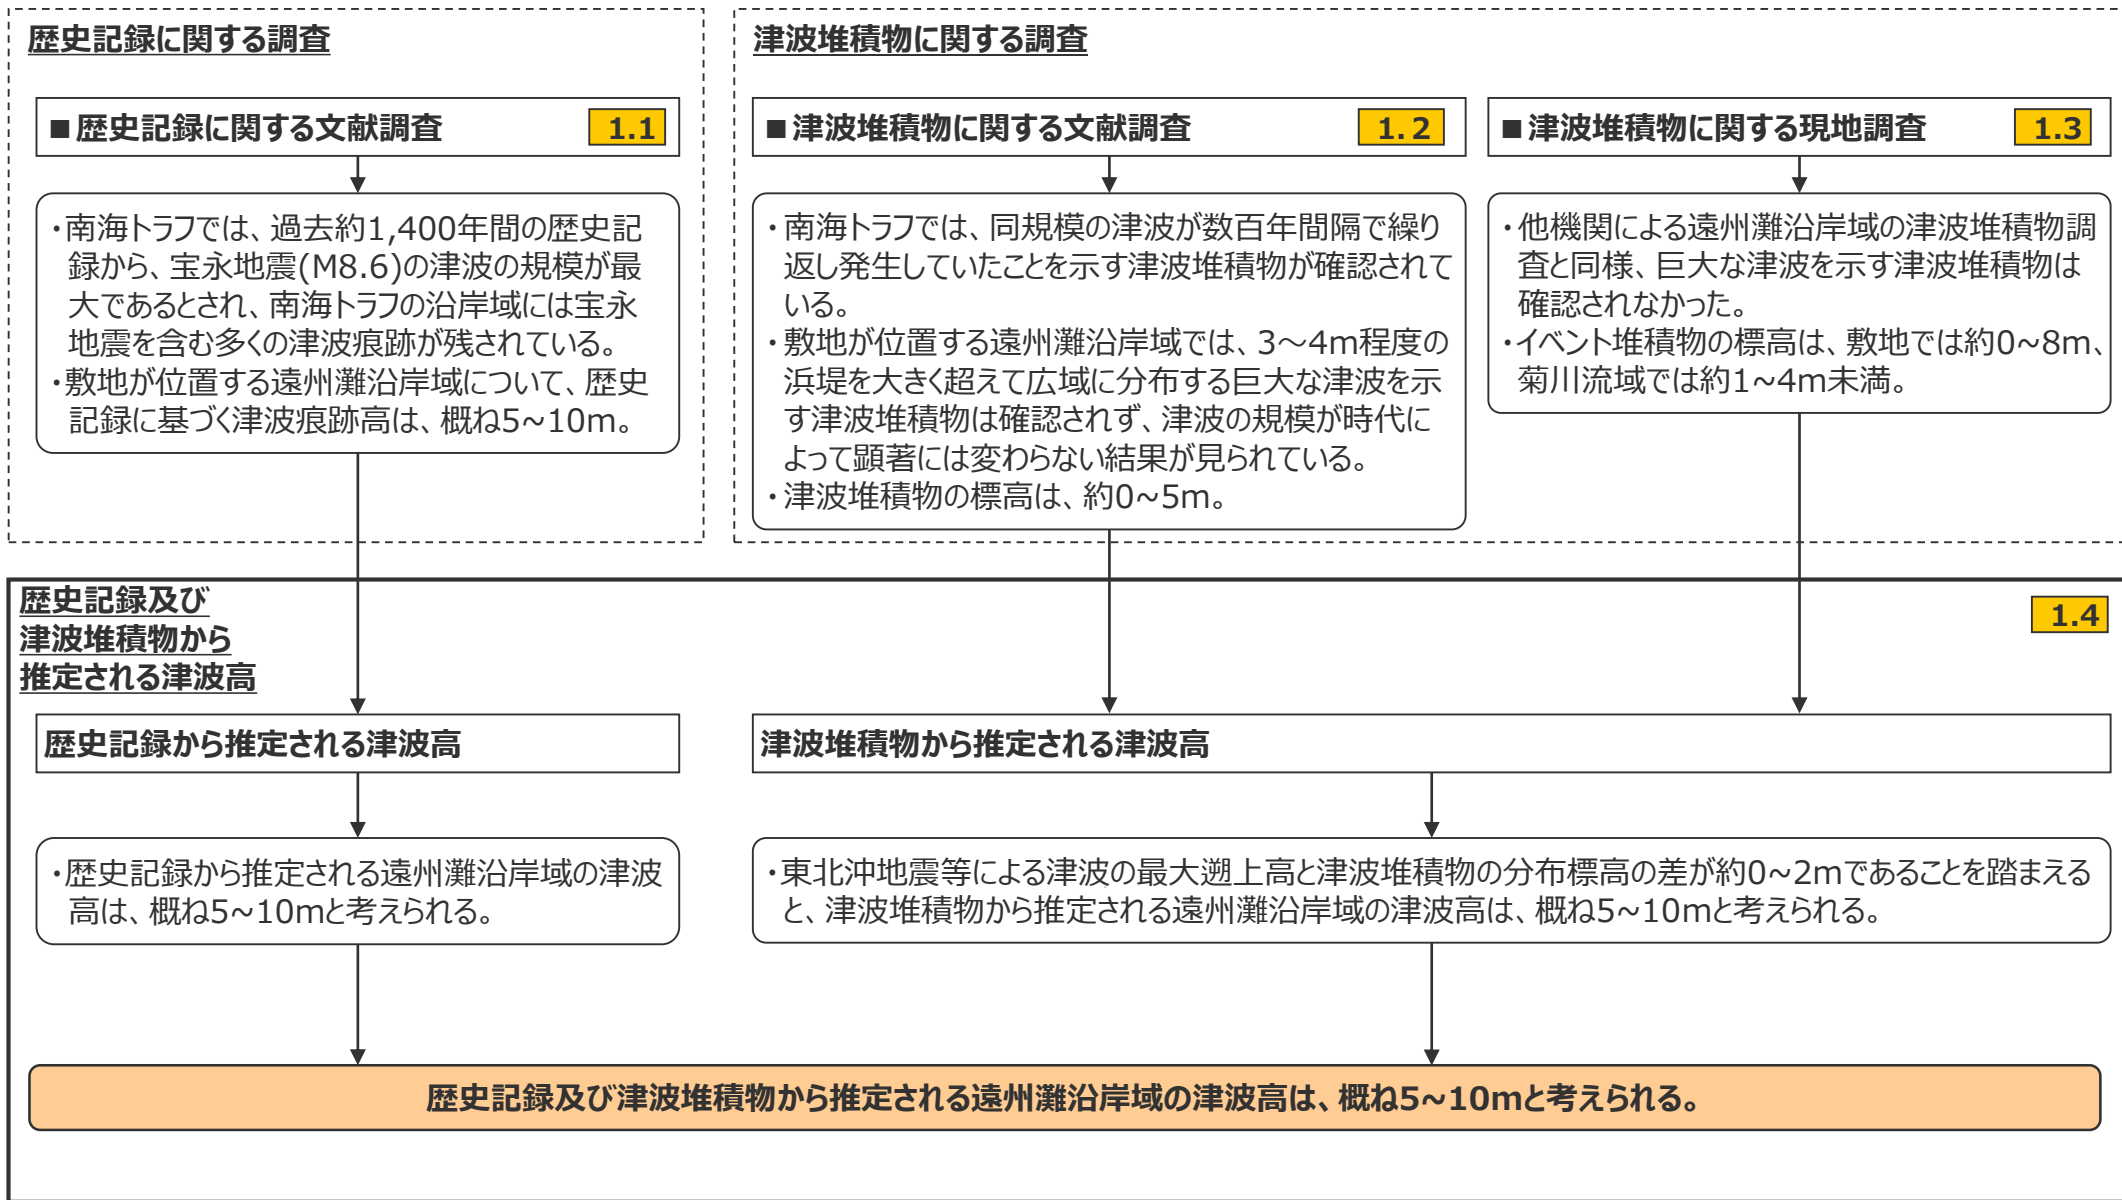 歴史記録に関する調査
■歴史記録に関する文献調査
1.1
・南海トラフでは、過去約1,400年間の歴史記
録から、宝永地震(M8.6)の津波の規模が最
大であるとされ、南海トラフの沿岸域には宝永
地震を含む多くの津波痕跡が残されている。
・敷地が位置する遠州灘沿岸域について、歴史
記録に基づく津波痕跡高は、概ね5~10m。
津波堆積物に関する調査
■津波堆積物に関する文献調査
1.2
・南海トラフでは、同規模の津波が数百年間隔で繰り
返し発生していたことを示す津波堆積物が確認されて
いる。
・敷地が位置する遠州灘沿岸域では、3~4m程度の
浜堤を大きく超えて広域に分布する巨大な津波を示
す津波堆積物は確認されず、津波の規模が時代に
よって顕著には変わらない結果が見られている。
・津波堆積物の標高は、約0~5m。
■津波堆積物に関する現地調査
1.3
・他機関による遠州灘沿岸域の津波堆積物調
査と同様、巨大な津波を示す津波堆積物は
確認されなかった。
・イベント堆積物の標高は、敷地では約0~8m、
菊川流域では約1~4m未満。
歴史記録及び
津波堆積物から
推定される津波高
1.4
歴史記録から推定される津波高
・歴史記録から推定される遠州灘沿岸域の津波
高は、概ね5~10mと考えられる。
津波堆積物から推定される津波高
・東北沖地震等による津波の最大遡上高と津波堆積物の分布標高の差が約0~2mであることを踏まえる
と、津波堆積物から推定される遠州灘沿岸域の津波高は、概ね5~10mと考えられる。
歴史記録及び津波堆積物から推定される遠州灘沿岸域の津波高は、概ね5~10mと考えられる。